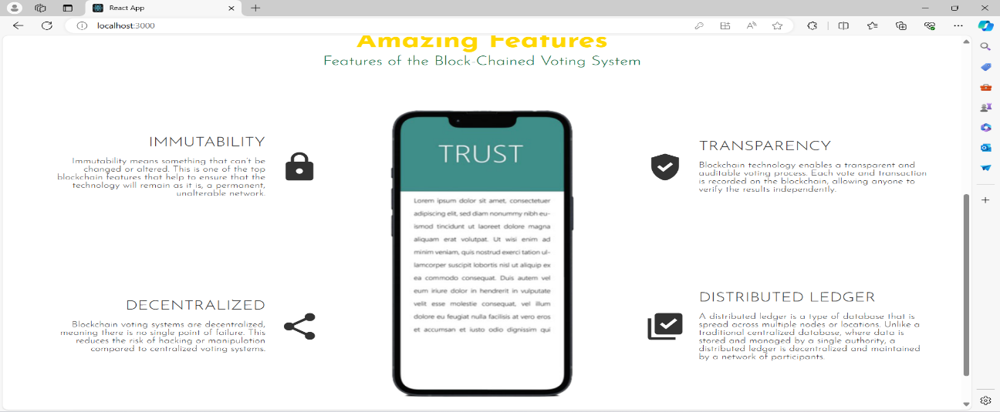 React App
localhost:3000
Amazing Features
Features of the Block-Chained Voting System
IMMUTABILITY
Immutability means something that can't be
changed or altered. This is one of the top
blockchain features that help to ensure that the
technology will remain as it is, a permanent,
unalterable network.
DECENTRALIZED
Blockchain voting systems are decentralized,
meaning there is no single point of failure. This
reduces the risk of hacking or manipulation
compared to centralized voting systems.
TRUST
Lorem ipsum dolor sit amet, consectetuer
adipiscing elit, sed diam nonummy nibh eu-
ismod tincidunt ut laoreet dolore magna
aliquam erat volutpat. Ut wisi enim ad
minim veniam, quis nostrud exerci tation ul-
lamcorper suscipit lobortis nisl ut aliquip ex
ea commodo consequat. Duis autem vel
eum iriure dolor in hendrerit in vulputate
velit esse molestie consequat, vel illum
dolore eu feugiat nulla facilisis at vero eros
et accumsan et iusto odio dignissim qui
TRANSPARENCY
Blockchain technology enables a transparent and
auditable voting process. Each vote and transaction
is recorded on the blockchain, allowing anyone to
verify the results independently.
DISTRIBUTED LEDGER
A distributed ledger is a type of database that is
spread across multiple nodes or locations. Unlike a
traditional centralized database, where data is
stored and managed by a single authority, a
distributed ledger is decentralized and maintained
by a network of participants.